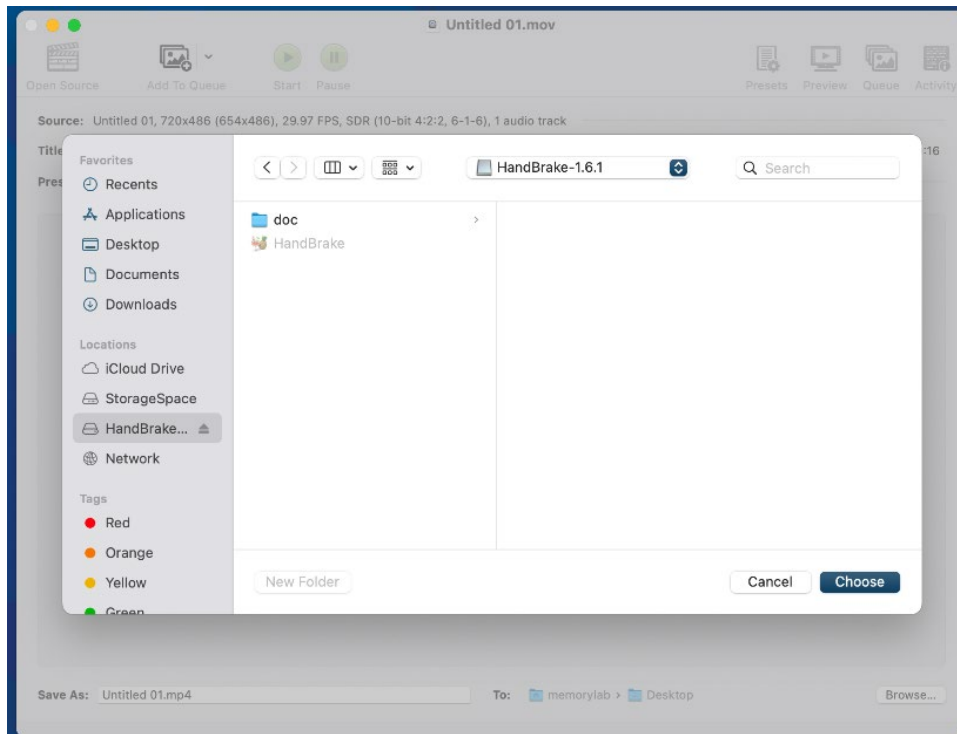 Untitled 01.mov
Open Source Add To Queue Start Pause Presets Preview Queue Activity
Source: Untitled 01, 720x486 (654x486), 29.97 FPS, SDR (10-bit 4:2:2, 6-1-6), 1 audio track
Title :16
Pres
Favorites
Recents
Applications
Desktop
Documents
Downloads
Locations
iCloud Drive
StorageSpace
HandBrake...
Network
Tags
Red
Orange
Yellow
Green
HandBrake-1.6.1
Search
doc
HandBrake
New Folder Cancel Choose
Save As: Untitled 01.mp4 To: memorylab Desktop Browse...